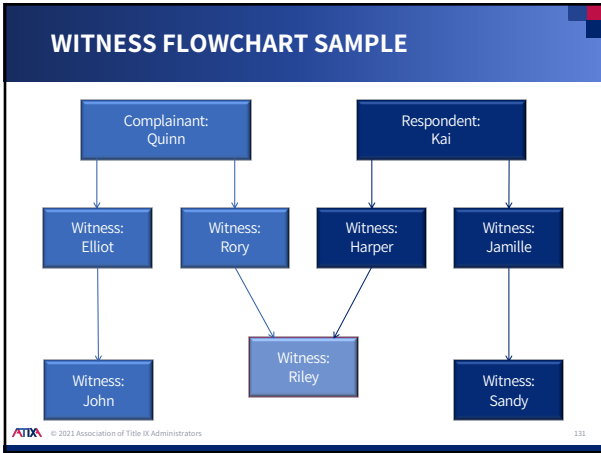 WITNESS FLOWCHART SAMPLE
Complainant:
Quinn
Respondent:
Kai
Witness:
Elliot
Witness:
Rory
Witness:
Harper
Witness:
Jamille
Witness:
Riley
Witness:
John
Witness:
Sandy
ATIXA © 2021 Association of Title IX Administrators
131